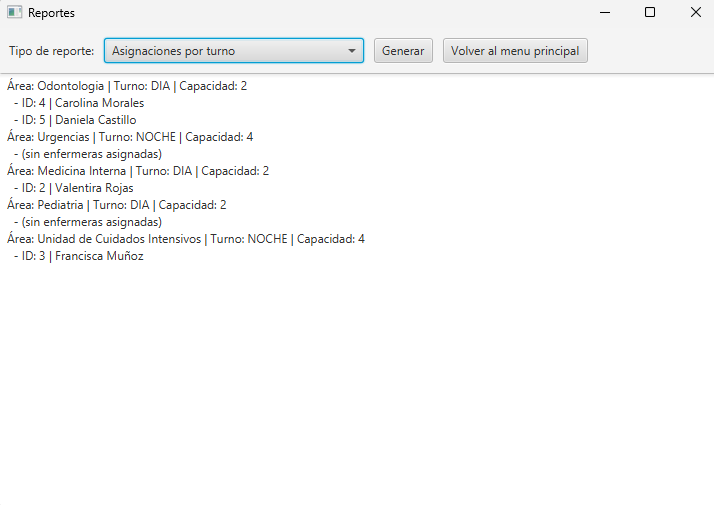 Reportes
Tipo de reporte: Asignaciones por turno Generar Volver al menu principal
Área: Odontologia | Turno: DIA | Capacidad: 2
- ID: 4 | Carolina Morales
- ID: 5 | Daniela Castillo
Área: Urgencias | Turno: NOCHE | Capacidad: 4
- (sin enfermeras asignadas)
Área: Medicina Interna | Turno: DIA | Capacidad: 2
- ID: 2 | Valentira Rojas
Área: Pediatria | Turno: DIA | Capacidad: 2
- (sin enfermeras asignadas)
Área: Unidad de Cuidados Intensivos | Turno: NOCHE | Capacidad: 4
- ID: 3 | Francisca Muñoz